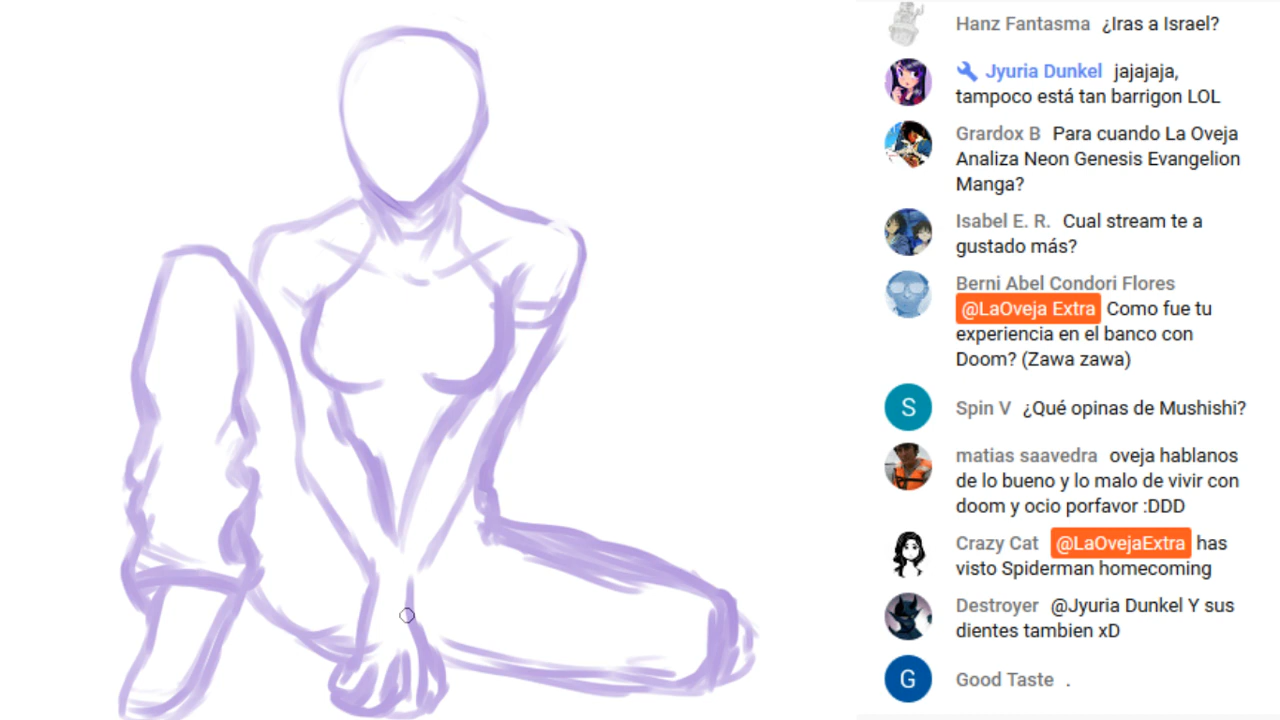 Hanz Fantasma ¿Iras a Israel?
Jyuria Dunkel jajajaja,
tampoco está tan barrigon LOL
Grardox B Para cuando La Oveja
Analiza Neon Genesis Evangelion
Manga?
Isabel E. R. Cual stream te a
gustado más?
Berni Abel Condori Flores
@LaOveja Extra Como fue tu
experiencia en el banco con
Doom? (Zawa zawa)
S Spin V ¿Qué opinas de Mushishi?
matias saavedra oveja hablanos
de lo bueno y lo malo de vivir con
doom y ocio porfavor :DDD
Crazy Cat @LaOvejaExtra has
visto Spiderman homecoming
Destroyer @Jyuria Dunkel Y sus
dientes tambien xD
G Good Taste .